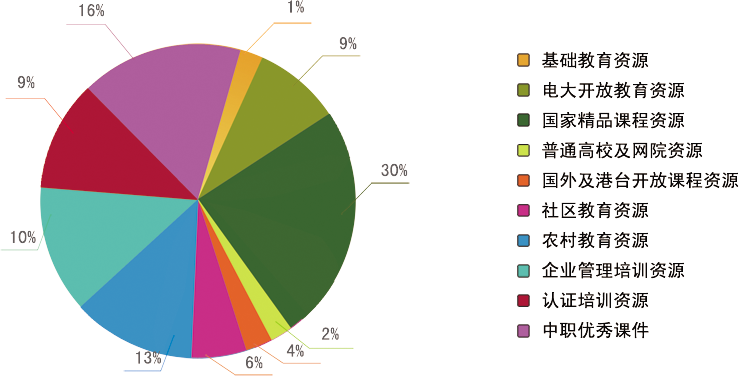 16%
1%
9%
30%
2%
4%
6%
13%
10%
9%
基础教育资源
电大开放教育资源
国家精品课程资源
普通高校及网院资源
国外及港台开放课程资源
社区教育资源
农村教育资源
企业管理培训资源
认证培训资源
中职优秀课件